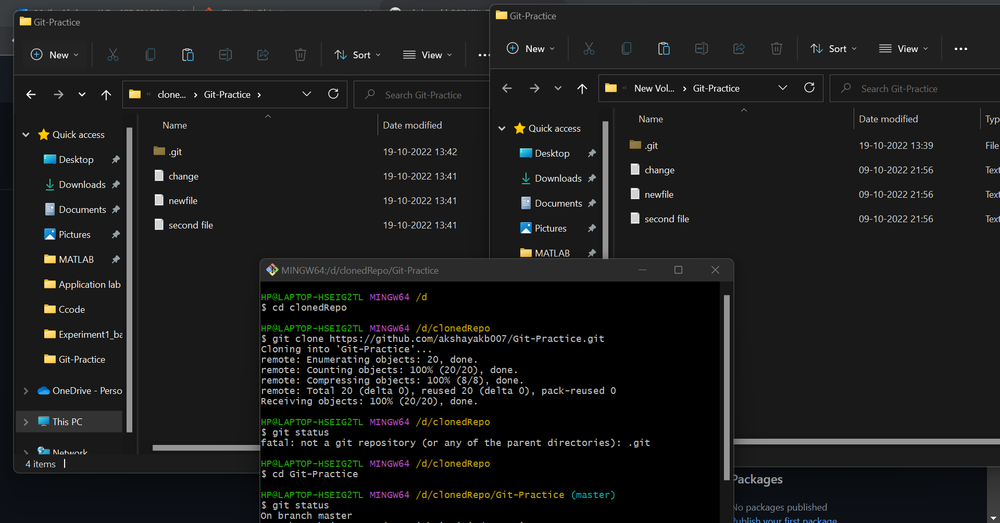 Git-Practice
New
Sort
View
clone... › Git-Practice ›
Search Git-Practice
Name
Date modified
Quick access
Desktop
Downloads
Documents
Pictures
MATLAB
Application lab
Ccode
Experiment1_ba
Git-Practice
OneDrive - Perso
This PC
Network
.git 19-10-2022 13:42
change 19-10-2022 13:41
newfile 19-10-2022 13:41
second file 19-10-2022 13:41
4 items
Git-Practice
New
Sort
View
New Vol... › Git-Practice
Search Git-Practice
Name
Date modified
Typ
Quick access
Desktop
Downloads
Documents
Pictures
MATLAB
.git 19-10-2022 13:39 File
change 09-10-2022 21:56 Text
newfile 09-10-2022 21:56 Text
second file 09-10-2022 21:56 Text
MINGW64:/d/clonedRepo/Git-Practice
HP@LAPTOP-HSEIG2TL MINGW64 /d
$ cd clonedRepo
HP@LAPTOP-HSEIG2TL MINGW64 /d/clonedRepo
$ git clone https://github.com/akshayakb007/Git-Practice.git
Cloning into 'Git-Practice'...
remote: Enumerating objects: 20, done.
remote: Counting objects: 100% (20/20), done.
remote: Compressing objects: 100% (8/8), done.
remote: Total 20 (delta 0), reused 20 (delta 0), pack-reused 0
Receiving objects: 100% (20/20), done.
HP@LAPTOP-HSEIG2TL MINGW64 /d/clonedRepo
$ git status
fatal: not a git repository (or any of the parent directories): .git
HP@LAPTOP-HSEIG2TL MINGW64 /d/clonedRepo
$ cd Git-Practice
HP@LAPTOP-HSEIG2TL MINGW64 /d/clonedRepo/Git-Practice (master)
$ git status
On branch master
Packages
No packages published
Publish your first package